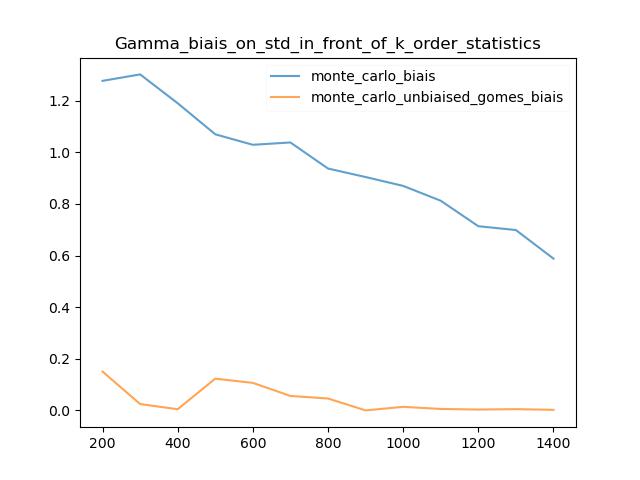 Gamma_biais_on_std_in_front_of_k_order_statistics
monte_carlo_biais
monte_carlo_unbiaised_gomes_biais
1.2
1.0
0.8
0.6
0.4
0.2
0.0
200 400 600 800 1000 1200 1400